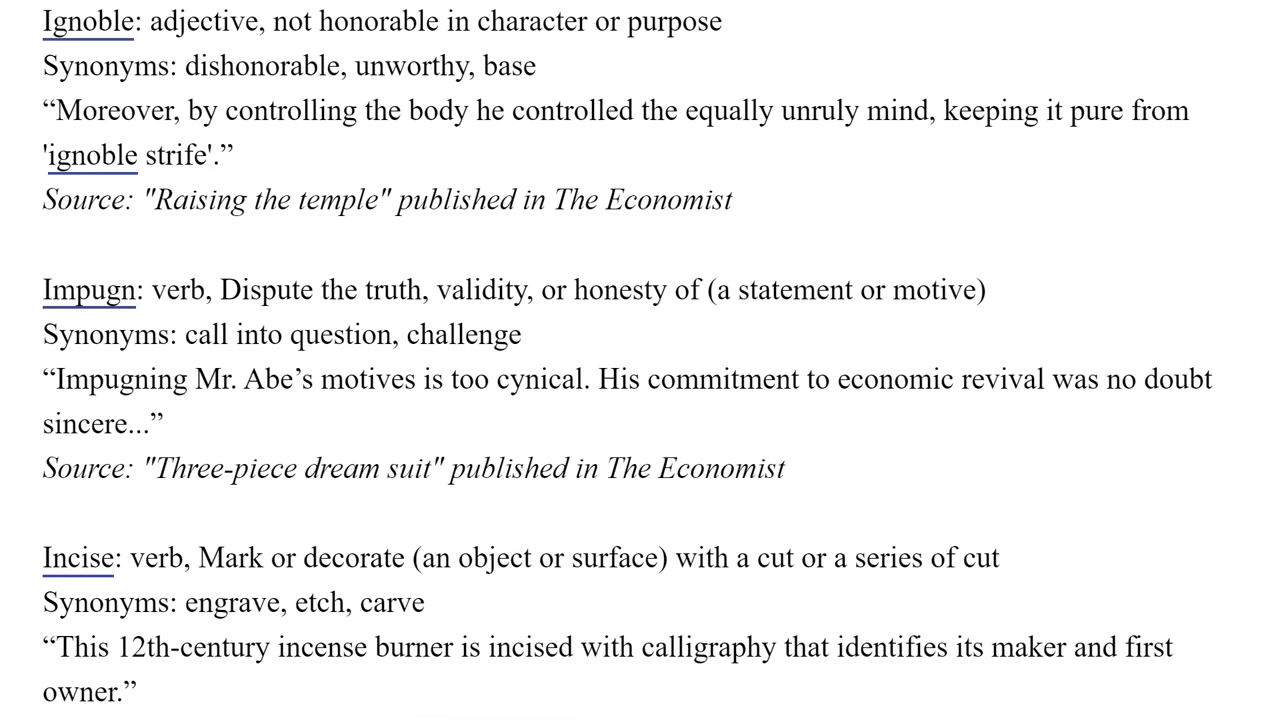 Ignoble: adjective, not honorable in character or purpose
Synonyms: dishonorable, unworthy, base
“Moreover, by controlling the body he controlled the equally unruly mind, keeping it pure from
'ignoble strife'.”
Source: "Raising the temple" published in The Economist
Impugn: verb, Dispute the truth, validity, or honesty of (a statement or motive)
Synonyms: call into question, challenge
“Impugning Mr. Abe’s motives is too cynical. His commitment to economic revival was no doubt
sincere...”
Source: "Three-piece dream suit" published in The Economist
Incise: verb, Mark or decorate (an object or surface) with a cut or a series of cut
Synonyms: engrave, etch, carve
“This 12th-century incense burner is incised with calligraphy that identifies its maker and first
owner.”